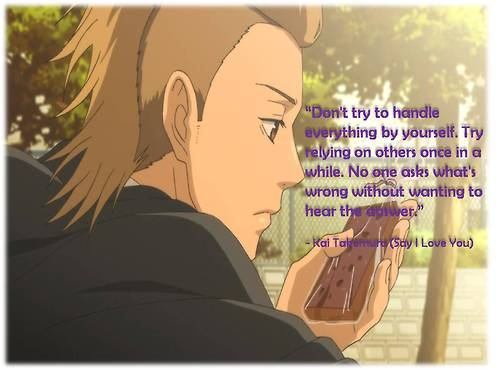 “Don't try to handle
everything by yourself. Try
relying on others once in a
while. No one asks what's
wrong without wanting to
hear the answer.”
- Kai Takemura (Say I Love You)